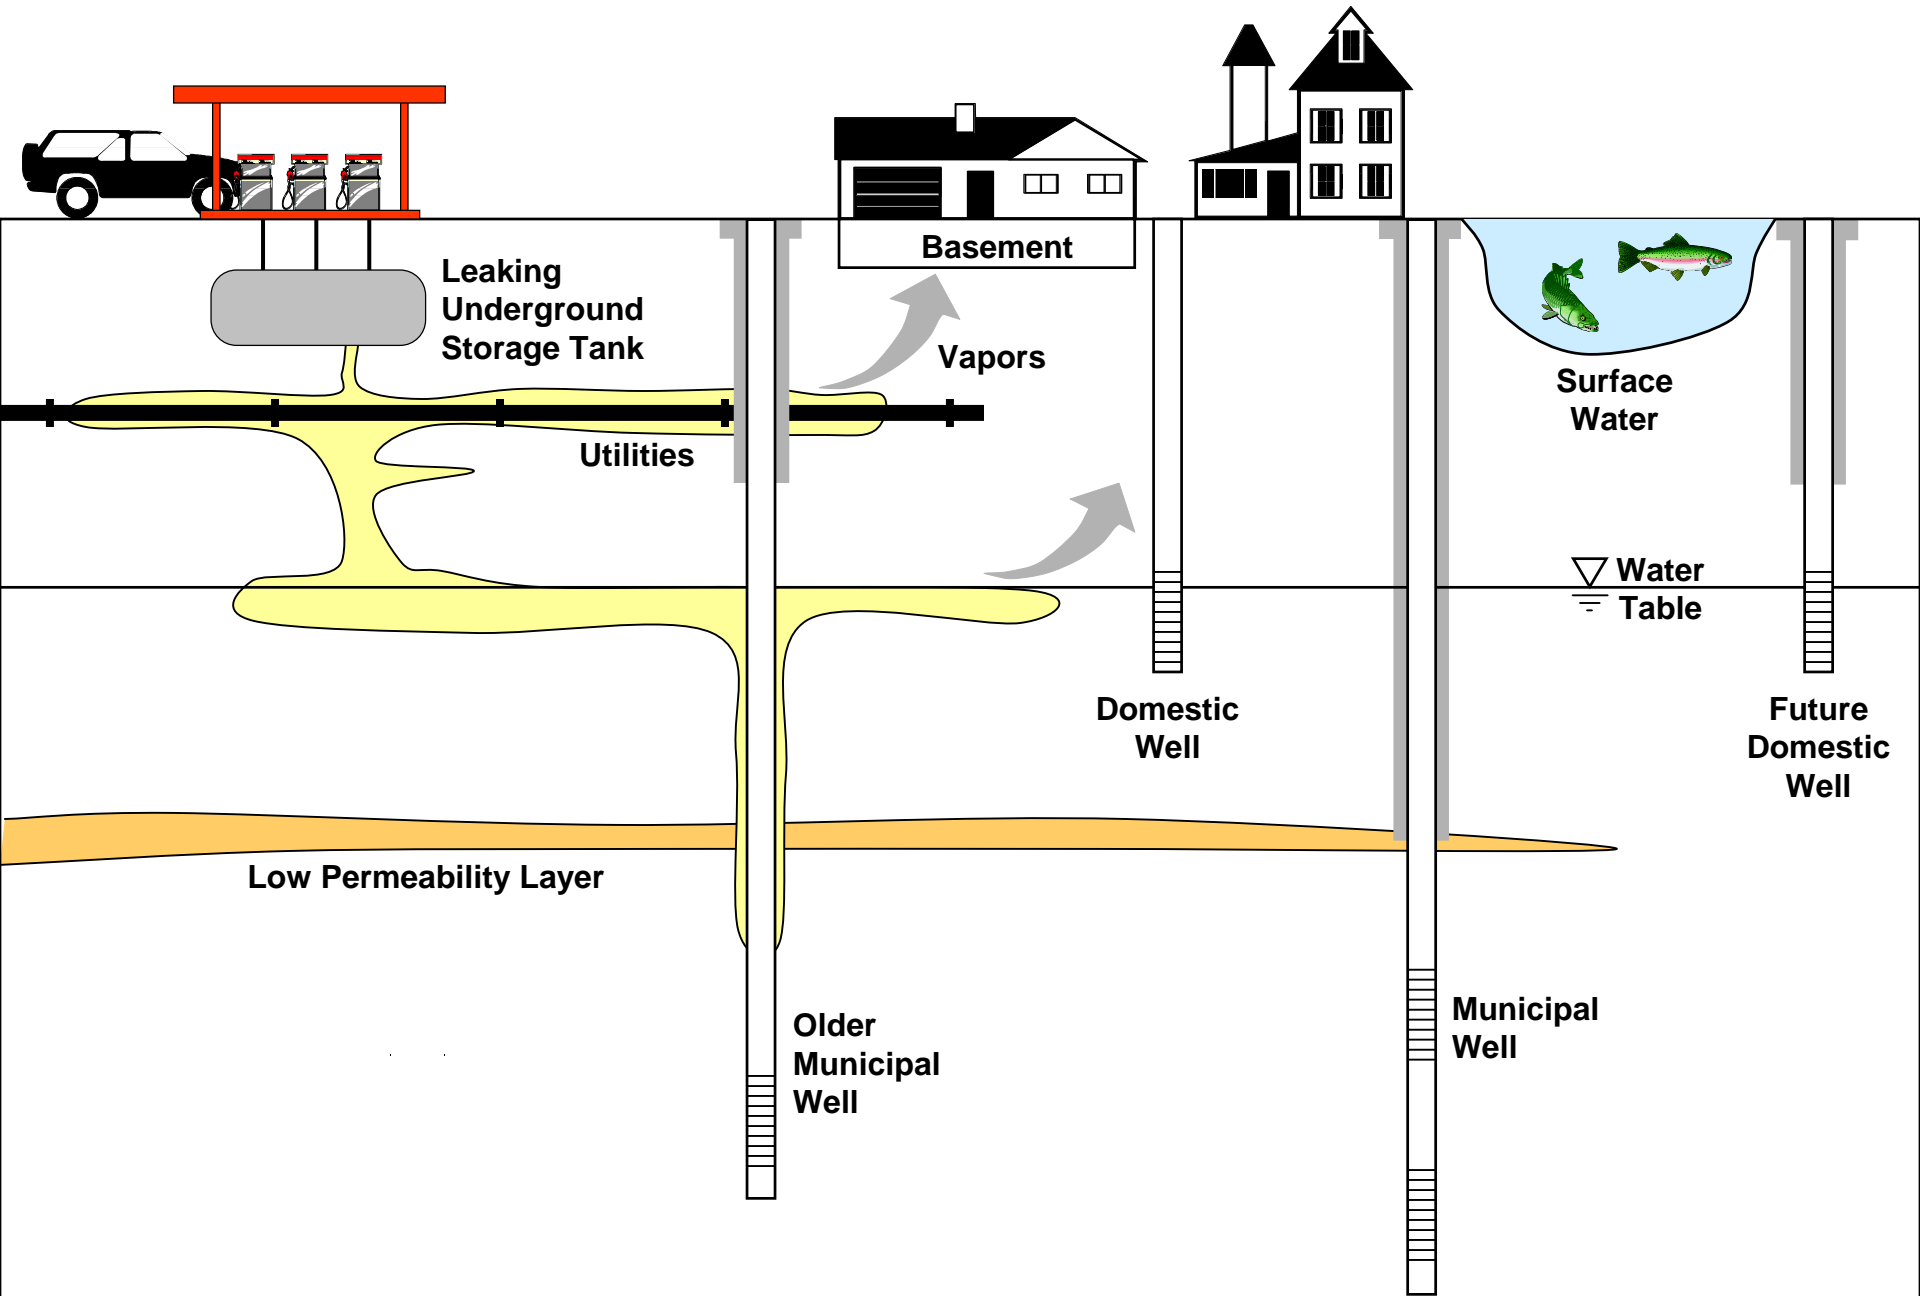 Basement
Leaking
Underground
Storage Tank
Vapors
Surface
Water
Utilities
Water
Table
Domestic
Well
Future
Domestic
Well
Low Permeability Layer
Older
Municipal
Well
Municipal
Well